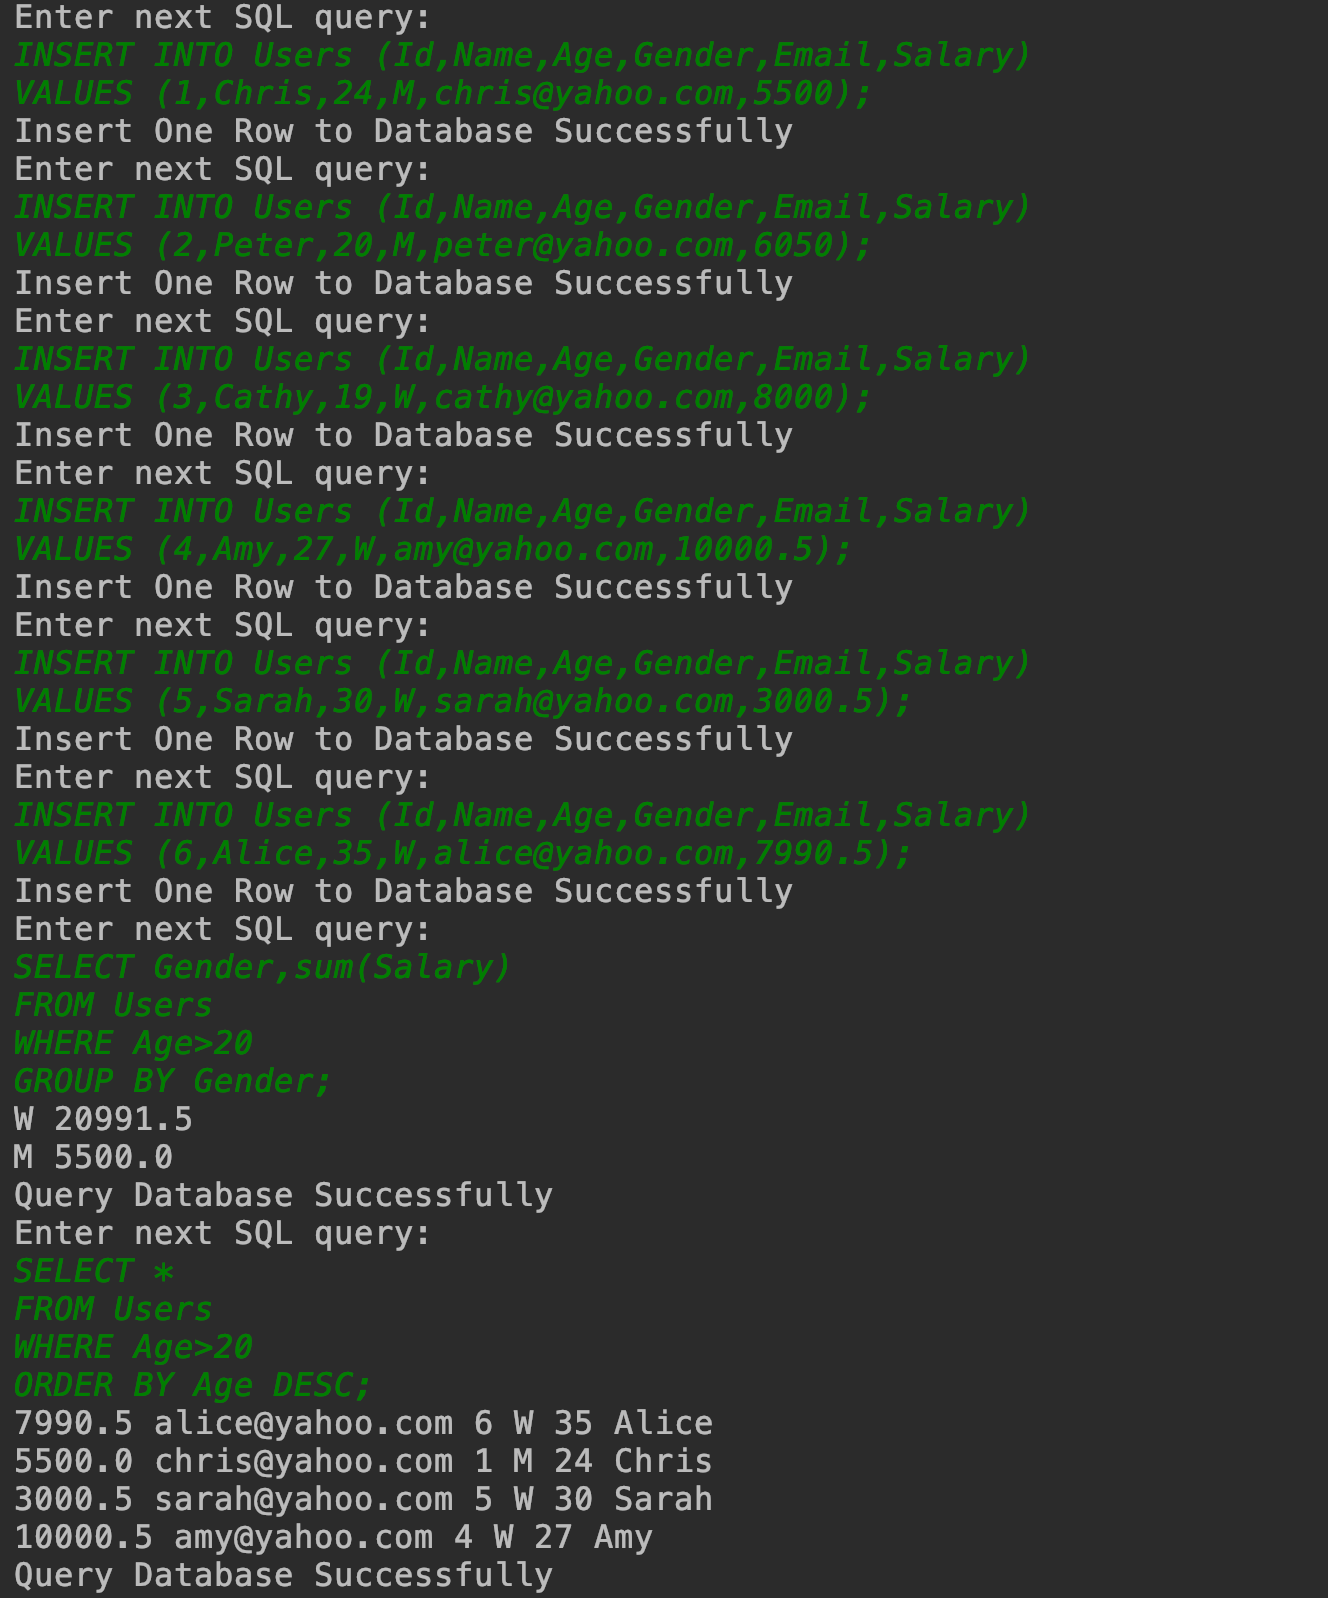 Enter next SQL query:
INSERT INTO Users (Id,Name,Age,Gender,Email,Salary)
VALUES (1,Chris,24,M,chris@yahoo.com,5500);
Insert One Row to Database Successfully
Enter next SQL query:
INSERT INTO Users (Id,Name,Age,Gender,Email,Salary)
VALUES (2,Peter,20,M,peter@yahoo.com,6050);
Insert One Row to Database Successfully
Enter next SQL query:
INSERT INTO Users (Id,Name,Age,Gender,Email,Salary)
VALUES (3,Cathy,19,W,cathy@yahoo.com,8000);
Insert One Row to Database Successfully
Enter next SQL query:
INSERT INTO Users (Id,Name,Age,Gender,Email,Salary)
VALUES (4,Amy,27,W,amy@yahoo.com,10000.5);
Insert One Row to Database Successfully
Enter next SQL query:
INSERT INTO Users (Id,Name,Age,Gender,Email,Salary)
VALUES (5,Sarah,30,W,sarah@yahoo.com,3000.5);
Insert One Row to Database Successfully
Enter next SQL query:
INSERT INTO Users (Id,Name,Age,Gender,Email,Salary)
VALUES (6,Alice,35,W,alice@yahoo.com,7990.5);
Insert One Row to Database Successfully
Enter next SQL query:
SELECT Gender,sum(Salary)
FROM Users
WHERE Age>20
GROUP BY Gender;
W 20991.5
M 5500.0
Query Database Successfully
Enter next SQL query:
SELECT *
FROM Users
WHERE Age>20
ORDER BY Age DESC;
7990.5 alice@yahoo.com 6 W 35 Alice
5500.0 chris@yahoo.com 1 M 24 Chris
3000.5 sarah@yahoo.com 5 W 30 Sarah
10000.5 amy@yahoo.com 4 W 27 Amy
Query Database Successfully